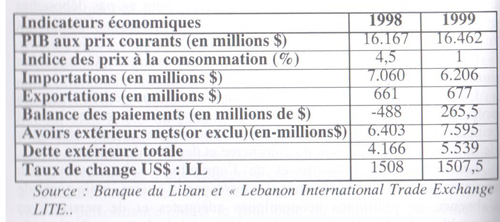 Indicateurs économiques 1998 1999
PIB aux prix courants (en millions $) 16.167 16.462
Indice des prix à la consommation (%) 4,5 1
Importations (en millions $) 7.060 6.206
Exportations (en millions $) 661 677
Balance des paiements (en millions de $) -488 265,5
Avoirs extérieurs nets(or exclu)(en-millions$) 6.403 7.595
Dette extérieure totale 4.166 5.539
Taux de change US$ : LL 1508 1507,5
Source : Banque du Liban et « Lebanon International Trade Exchange
LITE..